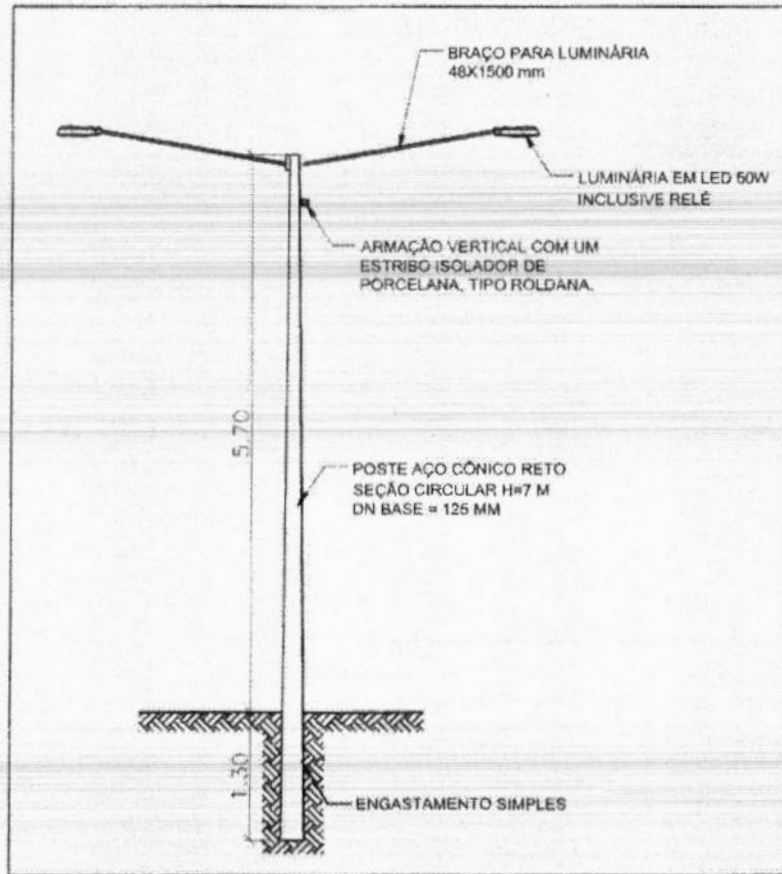 BRAÇO PARA LUMINÁRIA
48X1500 mm
LUMINÁRIA EM LED 50W
INCLUSIVE RELÉ
ARMAÇÃO VERTICAL COM UM
ESTRIBO ISOLADOR DE
PORCELANA, TIPO ROLDANA.
5.70
POSTE AÇO CÔNICO RETO
SEÇÃO CIRCULAR H=7 M
DN BASE = 125 MM
1.30
ENGASTAMENTO SIMPLES